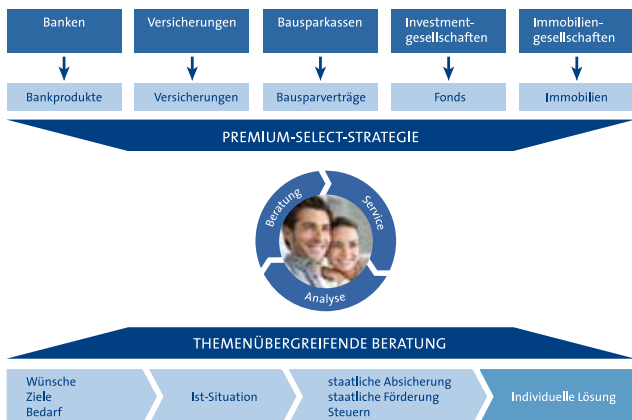 Banken
Versicherungen
Bausparkassen
Investment-
gesellschaften
Immobilien-
gesellschaften
Bankprodukte
Versicherungen
Bausparverträge
Fonds
Immobilien
PREMIUM-SELECT-STRATEGIE
Beratung
Service
Analyse
THEMENÜBERGREIFENDE BERATUNG
Wünsche
Ziele
Bedarf
Ist-Situation
staatliche Absicherung
staatliche Förderung
Steuern
Individuelle Lösung